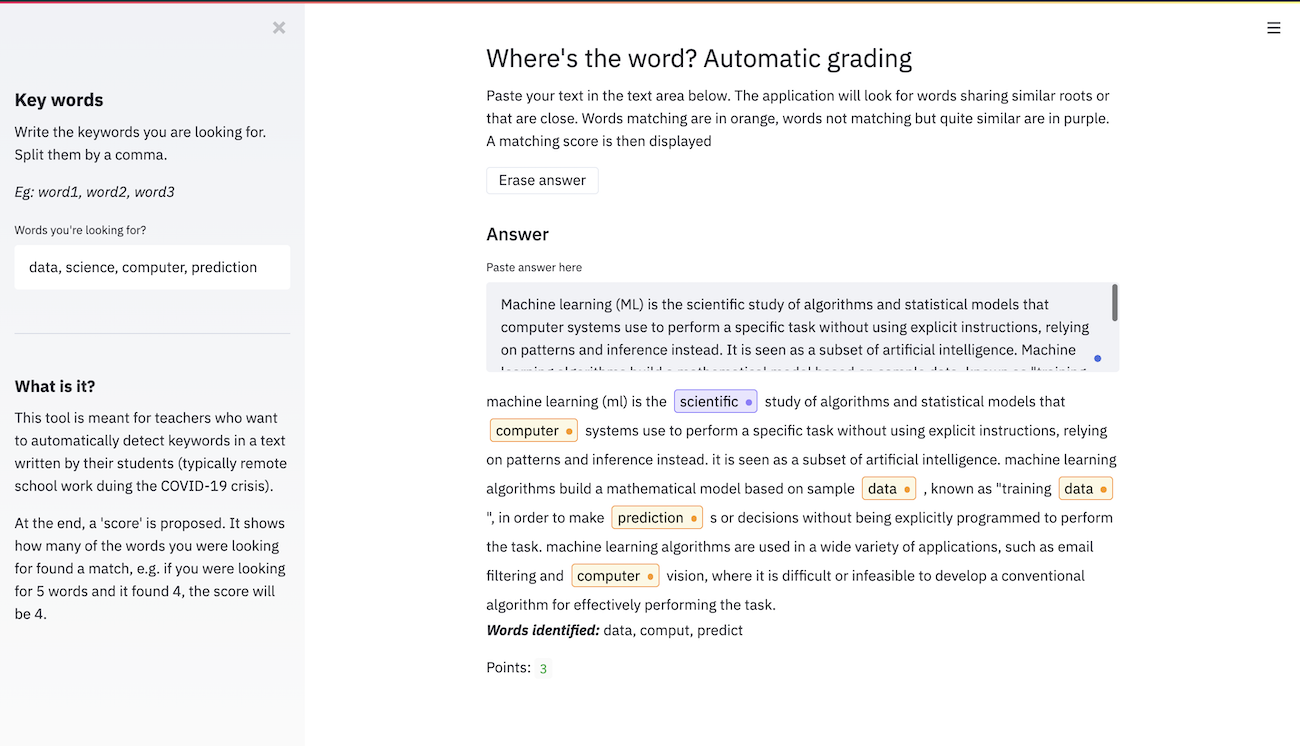 Key words
Write the keywords you are looking for.
Split them by a comma.
Eg: word1, word2, word3
Words you're looking for?
data, science, computer, prediction
What is it?
This tool is meant for teachers who want
to automatically detect keywords in a text
written by their students (typically remote
school work duing the COVID-19 crisis).
At the end, a 'score' is proposed. It shows
how many of the words you were looking
for found a match, e.g. if you were looking
for 5 words and it found 4, the score will
be 4.
Where's the word? Automatic grading
Paste your text in the text area below. The application will look for words sharing similar roots or
that are close. Words matching are in orange, words not matching but quite similar are in purple.
A matching score is then displayed
Erase answer
Answer
Paste answer here
Machine learning (ML) is the scientific study of algorithms and statistical models that
computer systems use to perform a specific task without using explicit instructions, relying
on patterns and inference instead. It is seen as a subset of artificial intelligence. Machine
learning algorithms build a mathematical model based on sample data, known as "training
machine learning (ml) is the scientific study of algorithms and statistical models that
computer systems use to perform a specific task without using explicit instructions, relying
on patterns and inference instead. it is seen as a subset of artificial intelligence. machine learning
algorithms build a mathematical model based on sample data , known as "training data
", in order to make prediction s or decisions without being explicitly programmed to perform
the task. machine learning algorithms are used in a wide variety of applications, such as email
filtering and computer vision, where it is difficult or infeasible to develop a conventional
algorithm for effectively performing the task.
Words identified: data, comput, predict
Points: 3